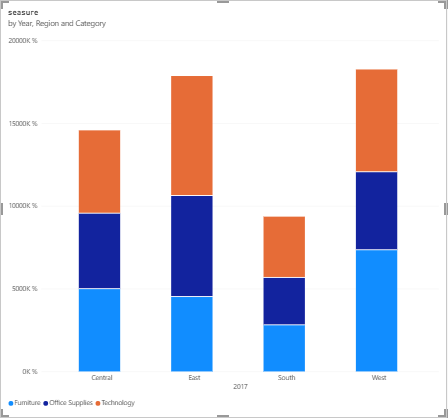 seasure
by Year, Region and Category
20000K %
15000K %
10000K %
5000K %
0K %
Central East South West
2017
Furniture Office Supplies Technology